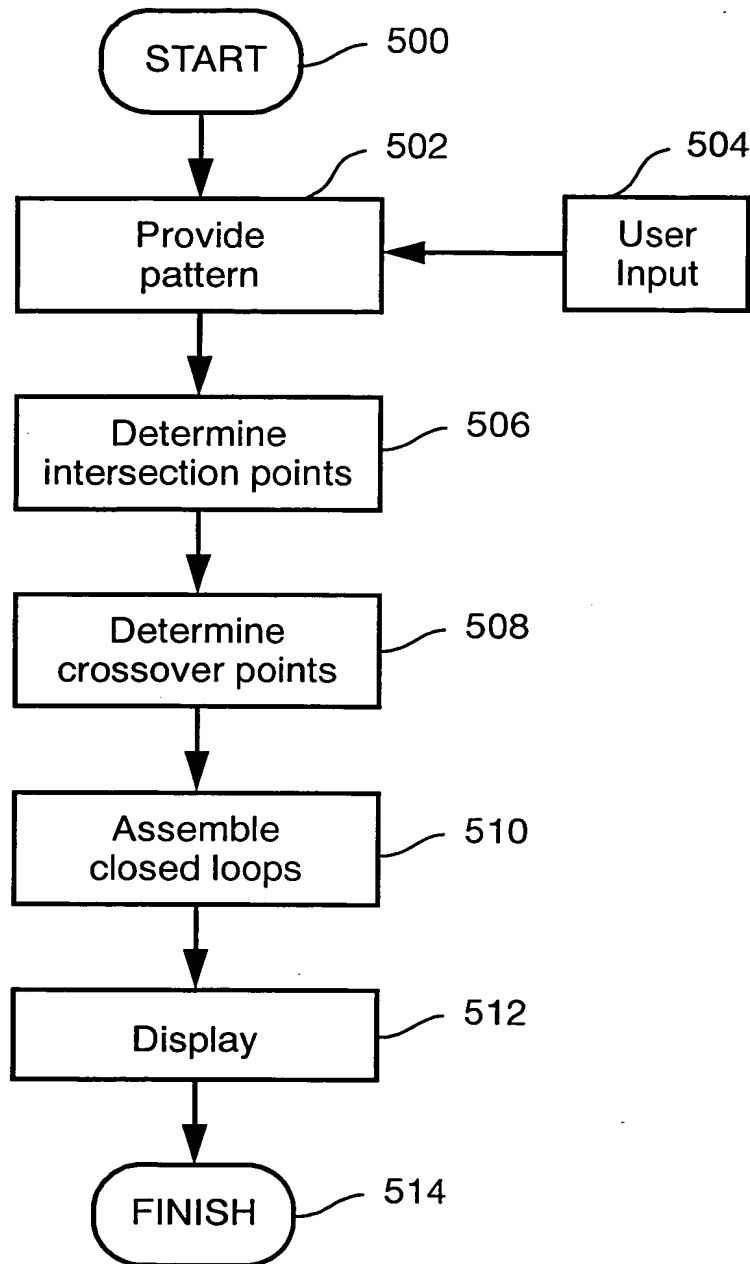 START
500
502
504
Provide
pattern
User
Input
Determine
intersection points
506
Determine
crossover points
508
Assemble
closed loops
510
Display
512
FINISH
514